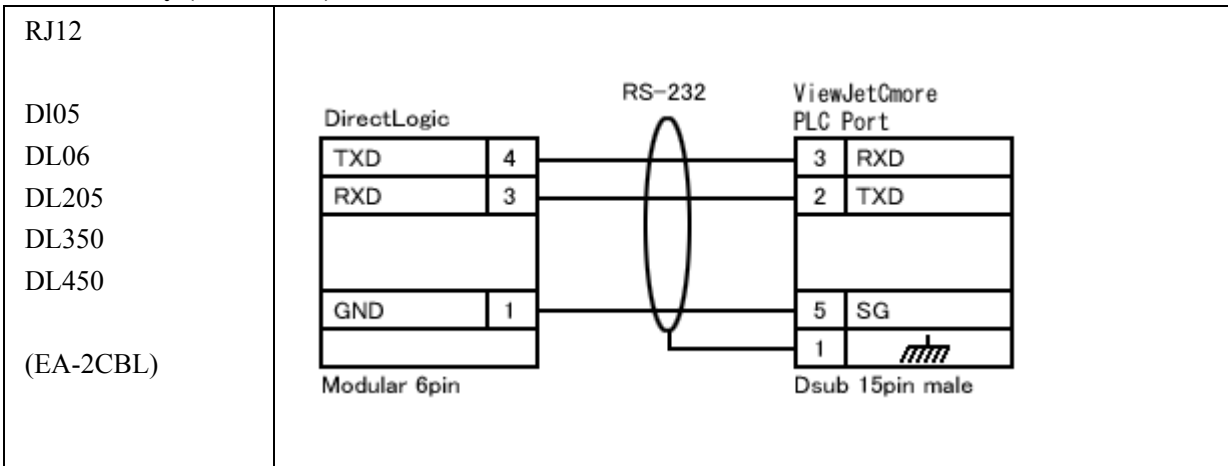 RJ12
Dl05
DL06
DL205
DL350
DL450
(EA-2CBL)
RS-232
DirectLogic
ViewJetCmore
PLC Port
TXD 4 3 RXD
RXD 3 2 TXD
GND 1 5 SG
1
Modular 6pin
Dsub 15pin male